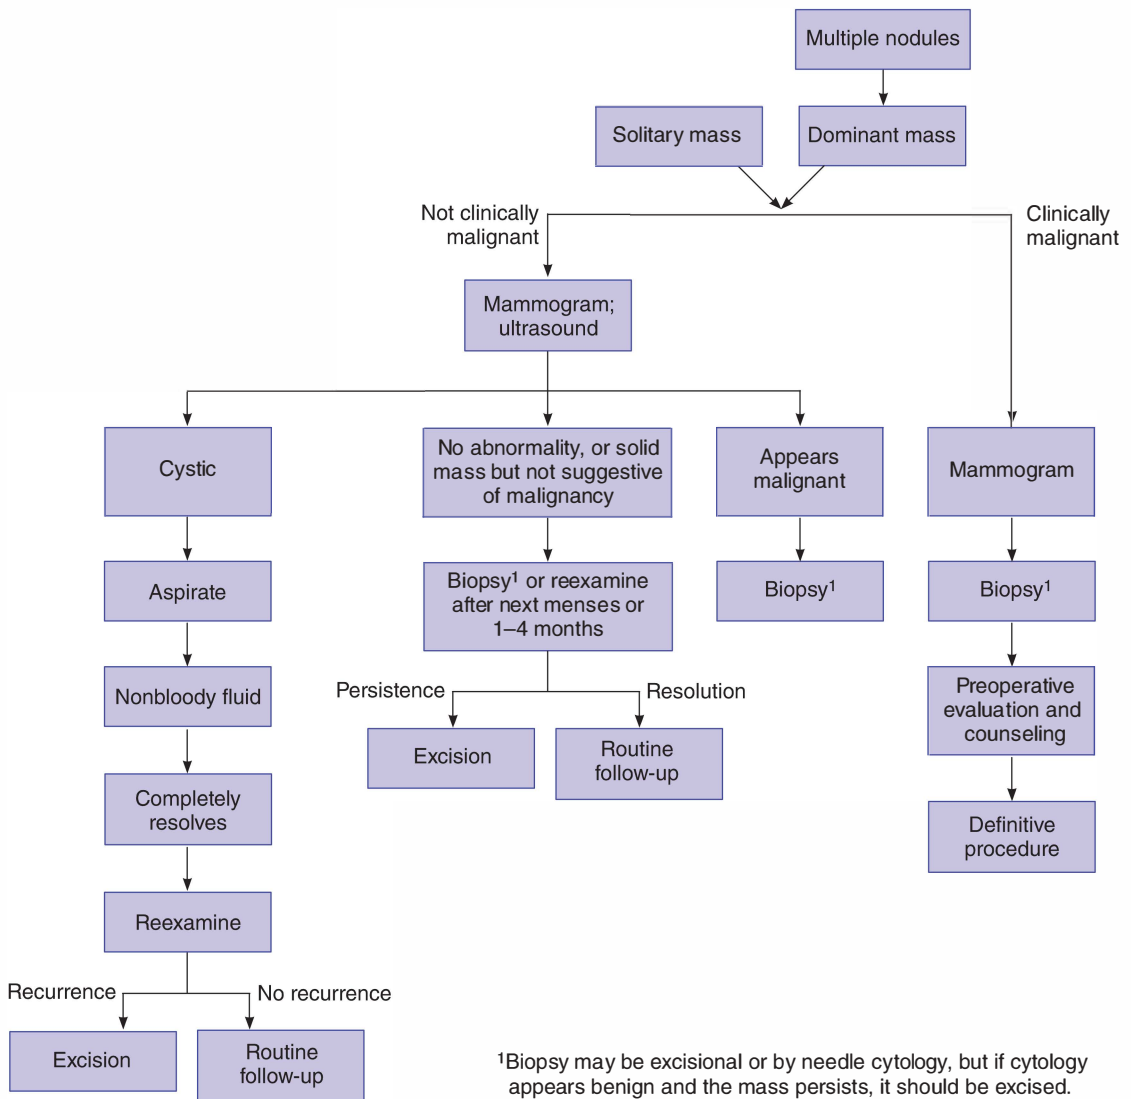 Multiple nodules
Solitary mass
Dominant mass
Not clinically
malignant
Clinically
malignant
Mammogram;
ultrasound
Cystic
No abnormality, or solid
mass but not suggestive
of malignancy
Appears
malignant
Mammogram
Aspirate
Biopsy¹ or reexamine
after next menses or
1–4 months
Biopsy¹
Biopsy¹
Nonbloody fluid
Persistence
Resolution
Preoperative
evaluation and
counseling
Excision
Routine
follow-up
Completely
resolves
Definitive
procedure
Reexamine
Recurrence
No recurrence
Excision
Routine
follow-up
¹Biopsy may be excisional or by needle cytology, but if cytology
appears benign and the mass persists, it should be excised.